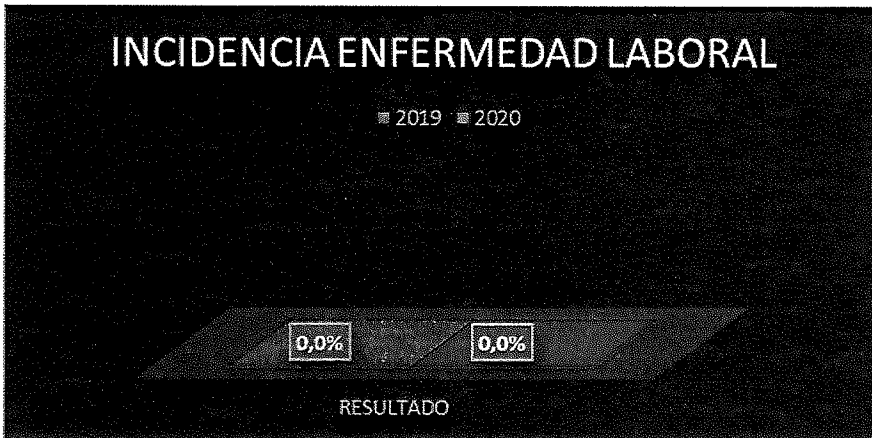 INCIDENCIA ENFERMEDAD LABORAL
2019 2020
0,0% 0,0%
RESULTADO